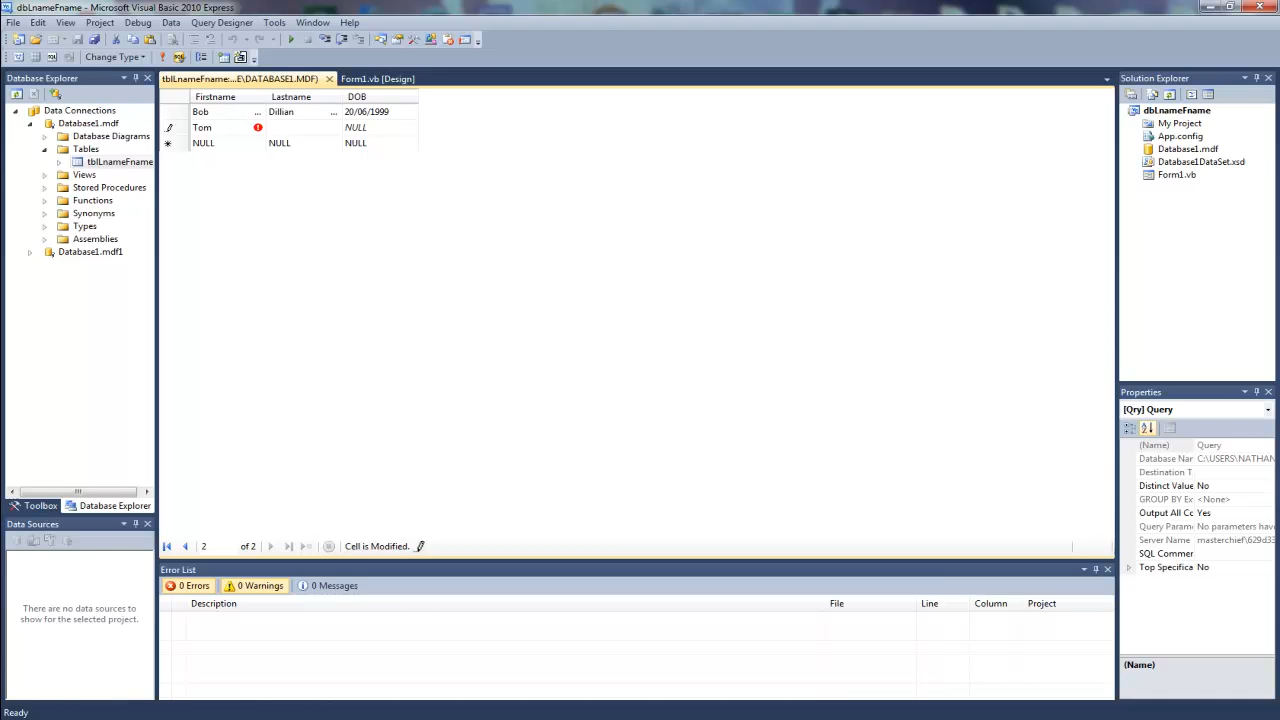 dbLnameFname - Microsoft Visual Basic 2010 Express
File Edit View Project Debug Data Query Designer Tools Window Help
Change Type
Database Explorer
Data Connections
Database1.mdf
Database Diagrams
Tables
tblLnameFname
Views
Stored Procedures
Functions
Synonyms
Types
Assemblies
Database1.mdf1
Toolbox Database Explorer
Data Sources
There are no data sources to
show for the selected project.
tblLnameFname:...E\DATABASE1.MDF) Form1.vb [Design]
Firstname Lastname DOB
Bob ... Dillian ... 20/06/1999
Tom NULL
NULL NULL NULL
2 of 2 Cell is Modified.
Error List
0 Errors 0 Warnings 0 Messages
Description File Line Column Project
Solution Explorer
dbLnameFname
My Project
App.config
Database1.mdf
Database1DataSet.xsd
Form1.vb
Properties
[Qry] Query
(Name) Query
Database Nar C:\USERS\NATHAN
Destination T
Distinct Value No
GROUP BY Ex <None>
Output All Cc Yes
Query Param No parameters have
Server Name masterchief\629d33
SQL Commer
Top Specifica No
(Name)
Ready